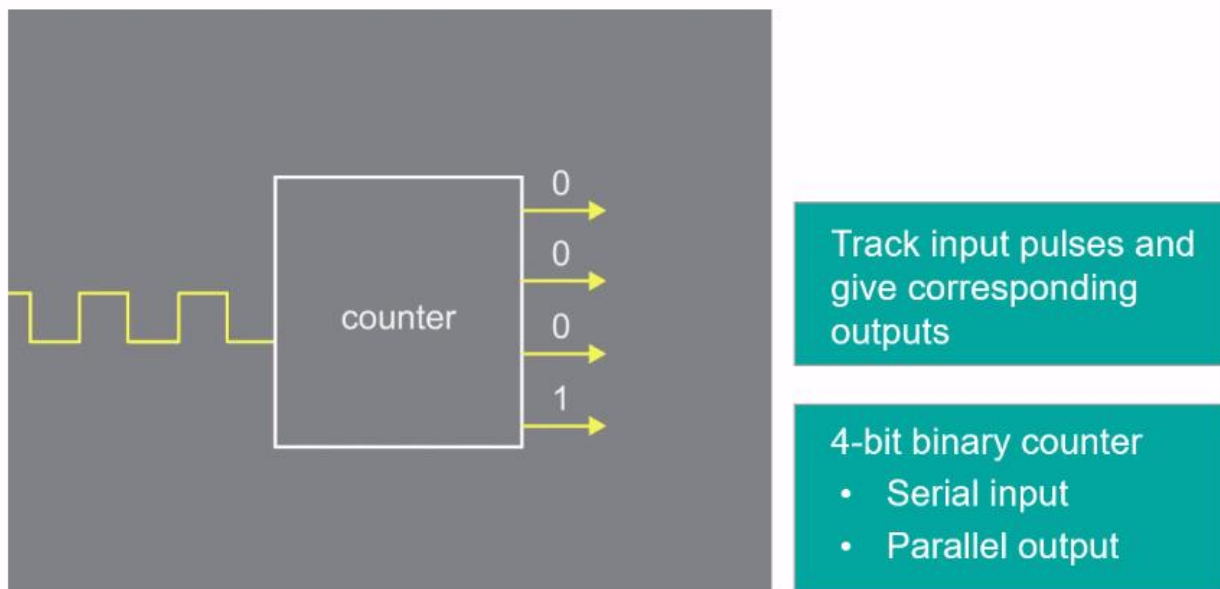 0
0
counter
0
1
Track input pulses and
give corresponding
outputs
4-bit binary counter
• Serial input
• Parallel output